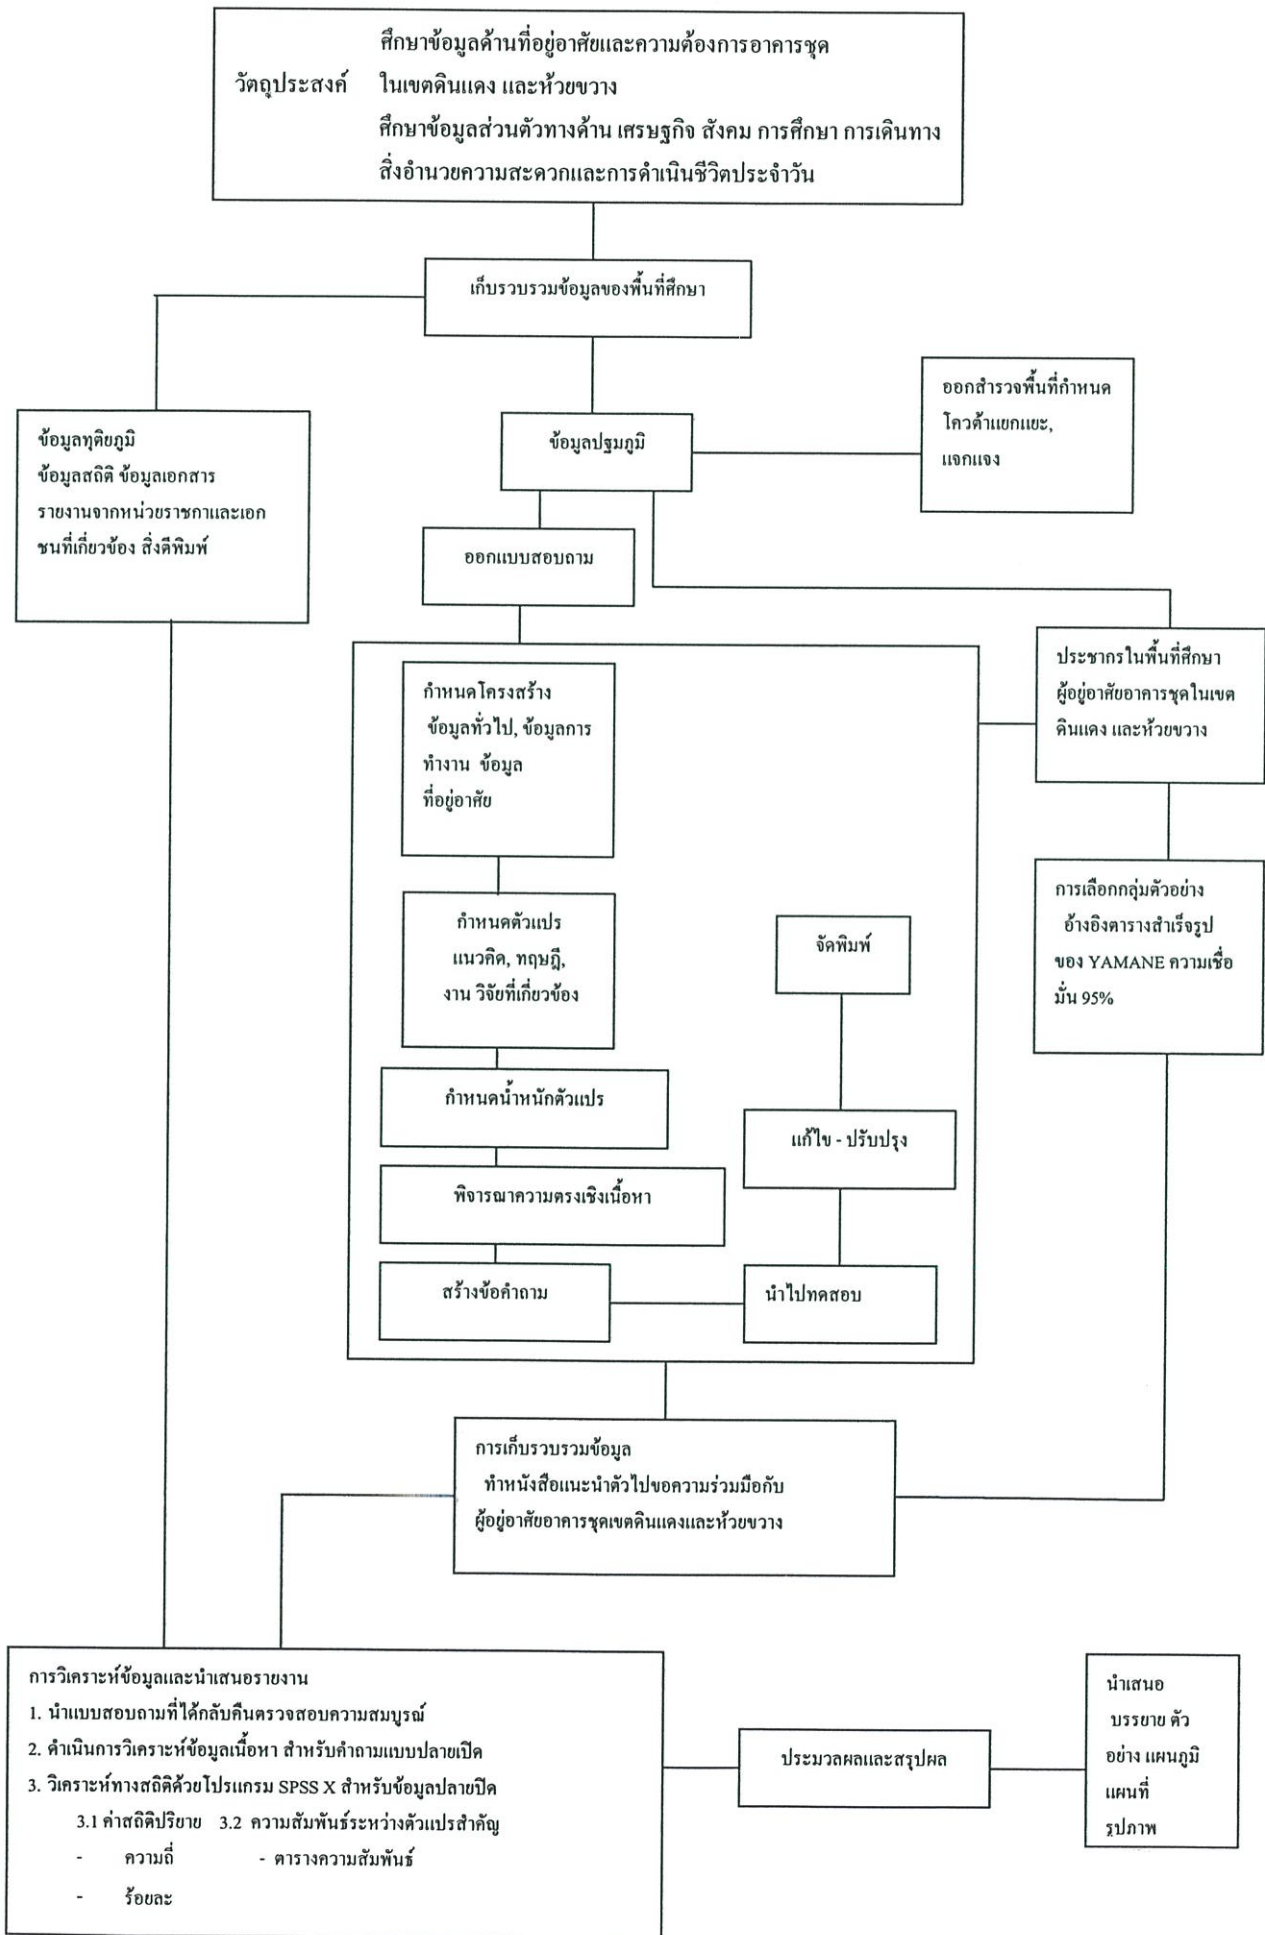 ศึกษาข้อมูลด้านที่อยู่อาศัยและความต้องการอาคารชุด
วัตถุประสงค์ ในเขตดินแดง และห้วยขวาง
ศึกษาข้อมูลส่วนตัวทางด้าน เศรษฐกิจ สังคม การศึกษา การเดินทาง
สิ่งอำนวยความสะดวกและการดำเนินชีวิตประจำวัน
เก็บรวบรวมข้อมูลของพื้นที่ศึกษา
ออกสำรวจพื้นที่กำหนด
โควต้าแยกแยะ,
แจกแจง
ข้อมูลปฐมภูมิ
ข้อมูลทุติยภูมิ
ข้อมูลสถิติ ข้อมูลเอกสาร
รายงานจากหน่วยราชกาและเอก
ชนที่เกี่ยวข้อง สิ่งตีพิมพ์
ออกแบบสอบถาม
ประชากรในพื้นที่ศึกษา
ผู้อยู่อาศัยอาคารชุดในเขต
ดินแดง และห้วยขวาง
กำหนดโครงสร้าง
ข้อมูลทั่วไป, ข้อมูลการ
ทำงาน ข้อมูล
ที่อยู่อาศัย
กำหนดตัวแปร
แนวคิด, ทฤษฎี,
งาน วิจัยที่เกี่ยวข้อง
จัดพิมพ์
การเลือกกลุ่มตัวอย่าง
อ้างอิงตารางสำเร็จรูป
ของ YAMANE ความเชื่อ
มั่น 95%
กำหนดน้ำหนักตัวแปร
แก้ไข - ปรับปรุง
พิจารณาความตรงเชิงเนื้อหา
สร้างข้อคำถาม
นำไปทดสอบ
การเก็บรวบรวมข้อมูล
ทำหนังสือแนะนำตัวไปขอความร่วมมือกับ
ผู้อยู่อาศัยอาคารชุดเขตดินแดงและห้วยขวาง
การวิเคราะห์ข้อมูลและนำเสนอรายงาน
1. นำแบบสอบถามที่ได้กลับคืนตรวจสอบความสมบูรณ์
2. ดำเนินการวิเคราะห์ข้อมูลเนื้อหา สำหรับคำถามแบบปลายเปิด
3. วิเคราะห์ทางสถิติด้วยโปรแกรม SPSS X สำหรับข้อมูลปลายปิด
3.1 ค่าสถิติปริยาย 3.2 ความสัมพันธ์ระหว่างตัวแปรสำคัญ
- ความถี่ - ตารางความสัมพันธ์
- ร้อยละ
ประมวลผลและสรุปผล
นำเสนอ
บรรยาย ตัว
อย่าง แผนภูมิ
แผนที่
รูปภาพ